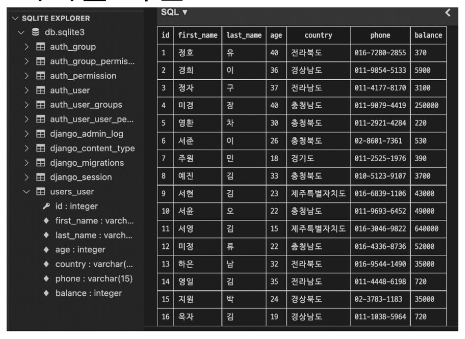 SQLITE EXPLORER
db.sqlite3
auth_group
auth_group_permis...
auth_permission
auth_user
auth_user_groups
auth_user_user_pe...
django_admin_log
django_content_type
django_migrations
django_session
users_user
id : integer
first_name : varch...
last_name : varch...
age : integer
country : varchar(...
phone : varchar(15)
balance : integer
SQL ▼
<
id first_name last_name age country phone balance
1 정호 유 40 전라북도 016-7280-2855 370
2 경희 이 36 경상남도 011-9854-5133 5900
3 정자 구 37 전라남도 011-4177-8170 3100
4 미경 장 40 충청남도 011-9079-4419 250000
5 영환 차 30 충청북도 011-2921-4284 220
6 서준 이 26 충청북도 02-8601-7361 530
7 주원 민 18 경기도 011-2525-1976 390
8 예진 김 33 충청북도 010-5123-9107 3700
9 서현 김 23 제주특별자치도 016-6839-1106 43000
10 서윤 오 22 충청남도 011-9693-6452 49000
11 서영 김 15 제주특별자치도 016-3046-9822 640000
12 미정 류 22 충청남도 016-4336-8736 52000
13 하은 남 32 전라북도 016-9544-1490 35000
14 영일 김 35 전라남도 011-4448-6198 720
15 지원 박 24 경상북도 02-3783-1183 35000
16 옥자 김 19 경상남도 011-1038-5964 720